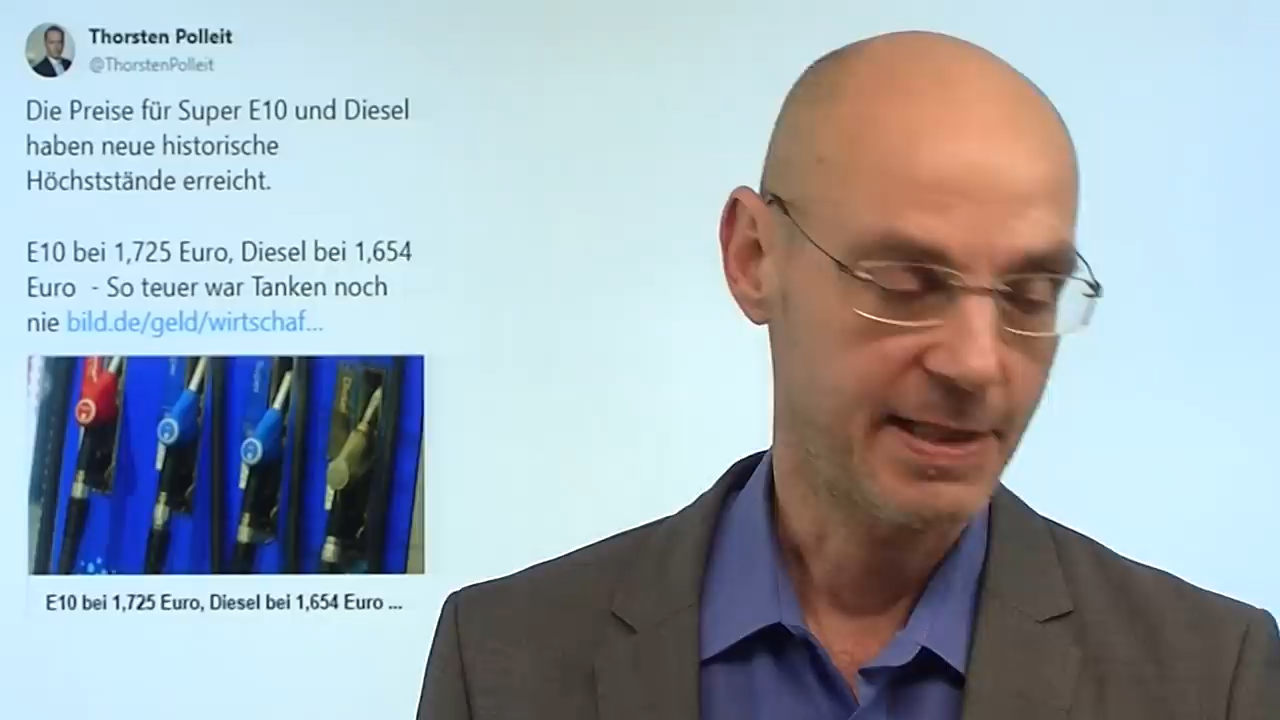 Thorsten Polleit
@ThorstenPolleit
Die Preise für Super E10 und Diesel
haben neue historische
Höchststände erreicht.
E10 bei 1,725 Euro, Diesel bei 1,654
Euro - So teuer war Tanken noch
nie bild.de/geld/wirtschaf...
Super
Diesel
E10 bei 1,725 Euro, Diesel bei 1,654 Euro ...